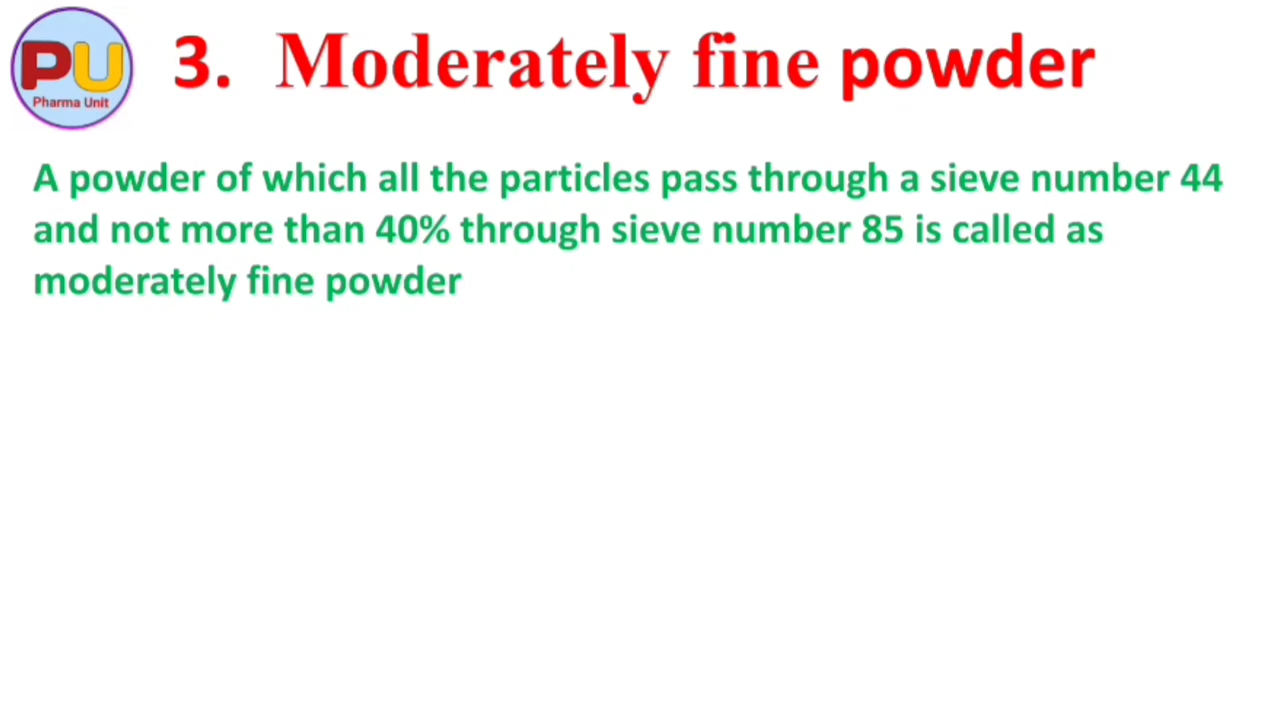 PU
Pharma Unit
3. Moderately fine powder
A powder of which all the particles pass through a sieve number 44
and not more than 40% through sieve number 85 is called as
moderately fine powder